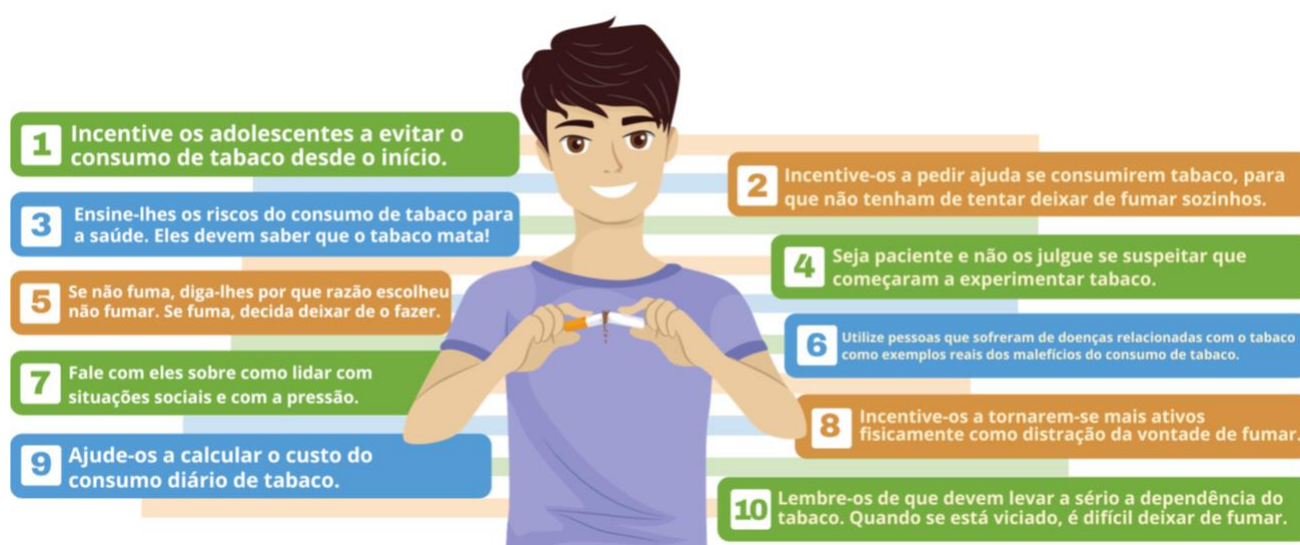 1 Incentive os adolescentes a evitar o
consumo de tabaco desde o início.
2 Incentive-os a pedir ajuda se consumirem tabaco, para
que não tenham de tentar deixar de fumar sozinhos.
3 Ensine-lhes os riscos do consumo de tabaco para
a saúde. Eles devem saber que o tabaco mata!
4 Seja paciente e não os julgue se suspeitar que
começaram a experimentar tabaco.
5 Se não fuma, diga-lhes por que razão escolheu
não fumar. Se fuma, decida deixar de o fazer.
6 Utilize pessoas que sofreram de doenças relacionadas com o tabaco
como exemplos reais dos malefícios do consumo de tabaco.
7 Fale com eles sobre como lidar com
situações sociais e com a pressão.
8 Incentive-os a tornarem-se mais ativos
fisicamente como distração da vontade de fumar.
9 Ajude-os a calcular o custo do
consumo diário de tabaco.
10 Lembre-os de que devem levar a sério a dependência do
tabaco. Quando se está viciado, é difícil deixar de fumar.